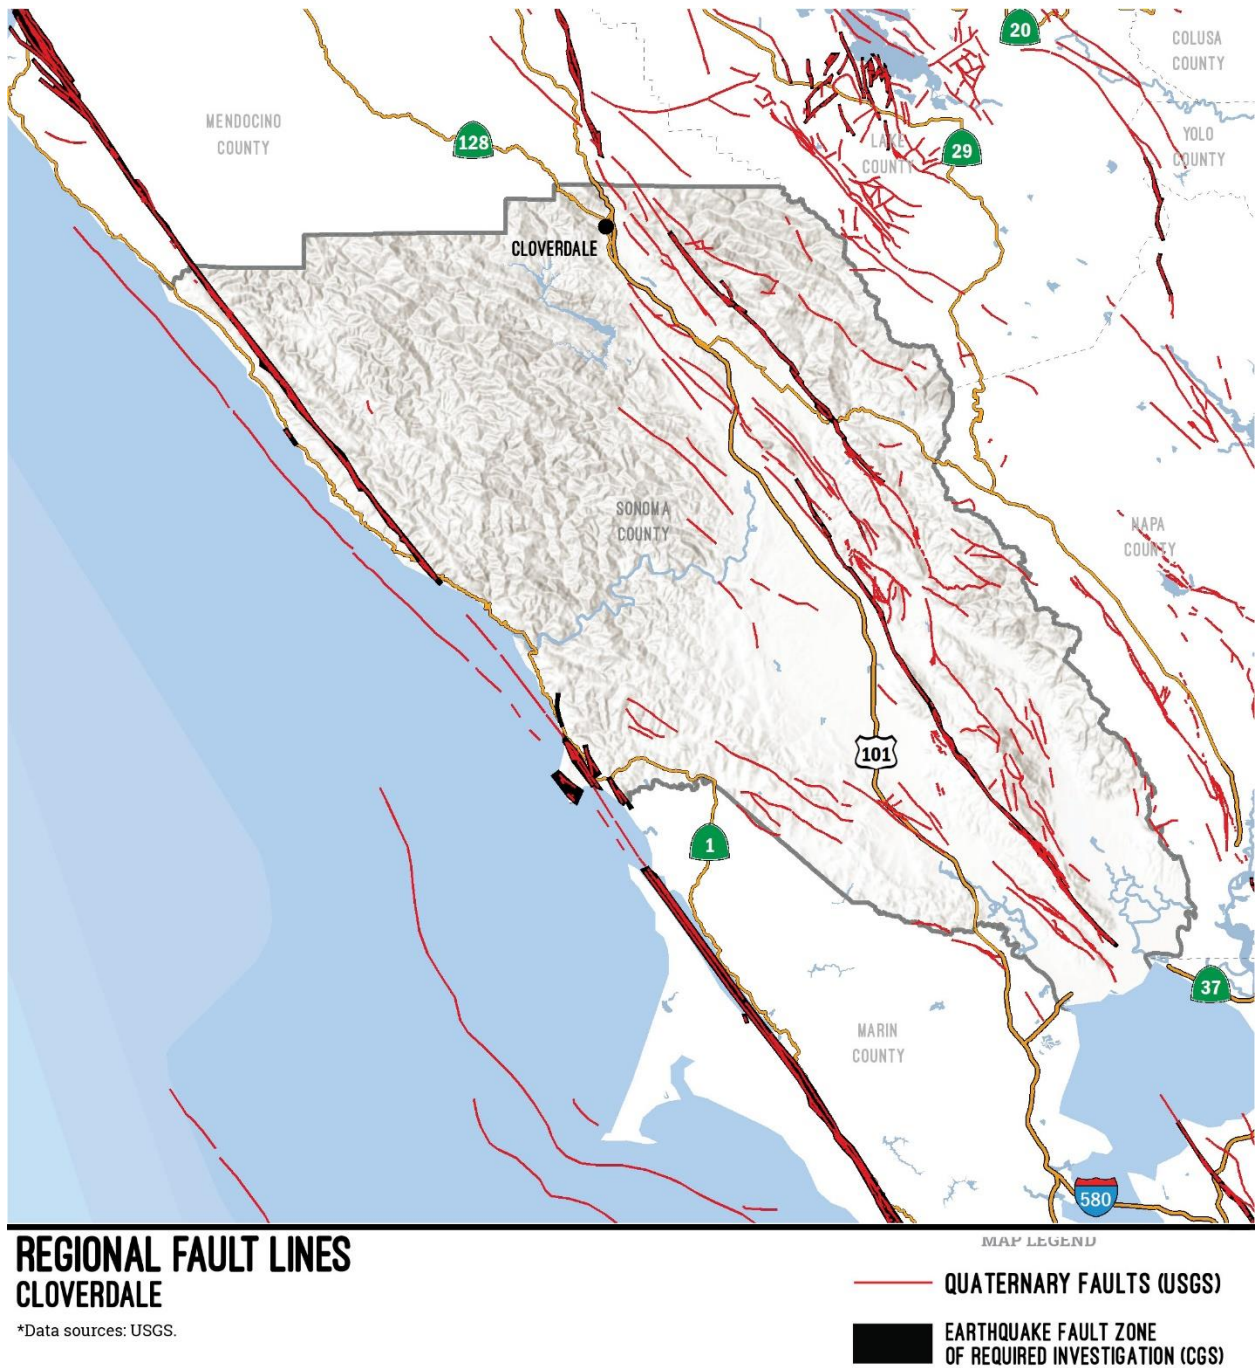 20
COLUSA
COUNTY
MENDOCINO
COUNTY
128
LAKE
COUNTY
29
YOLO
COUNTY
CLOVERDALE
SONOMA
COUNTY
NAPA
COUNTY
101
1
37
MARIN
COUNTY
580
REGIONAL FAULT LINES
CLOVERDALE
*Data sources: USGS.
MAP LEGEND
QUATERNARY FAULTS (USGS)
EARTHQUAKE FAULT ZONE
OF REQUIRED INVESTIGATION (CGS)